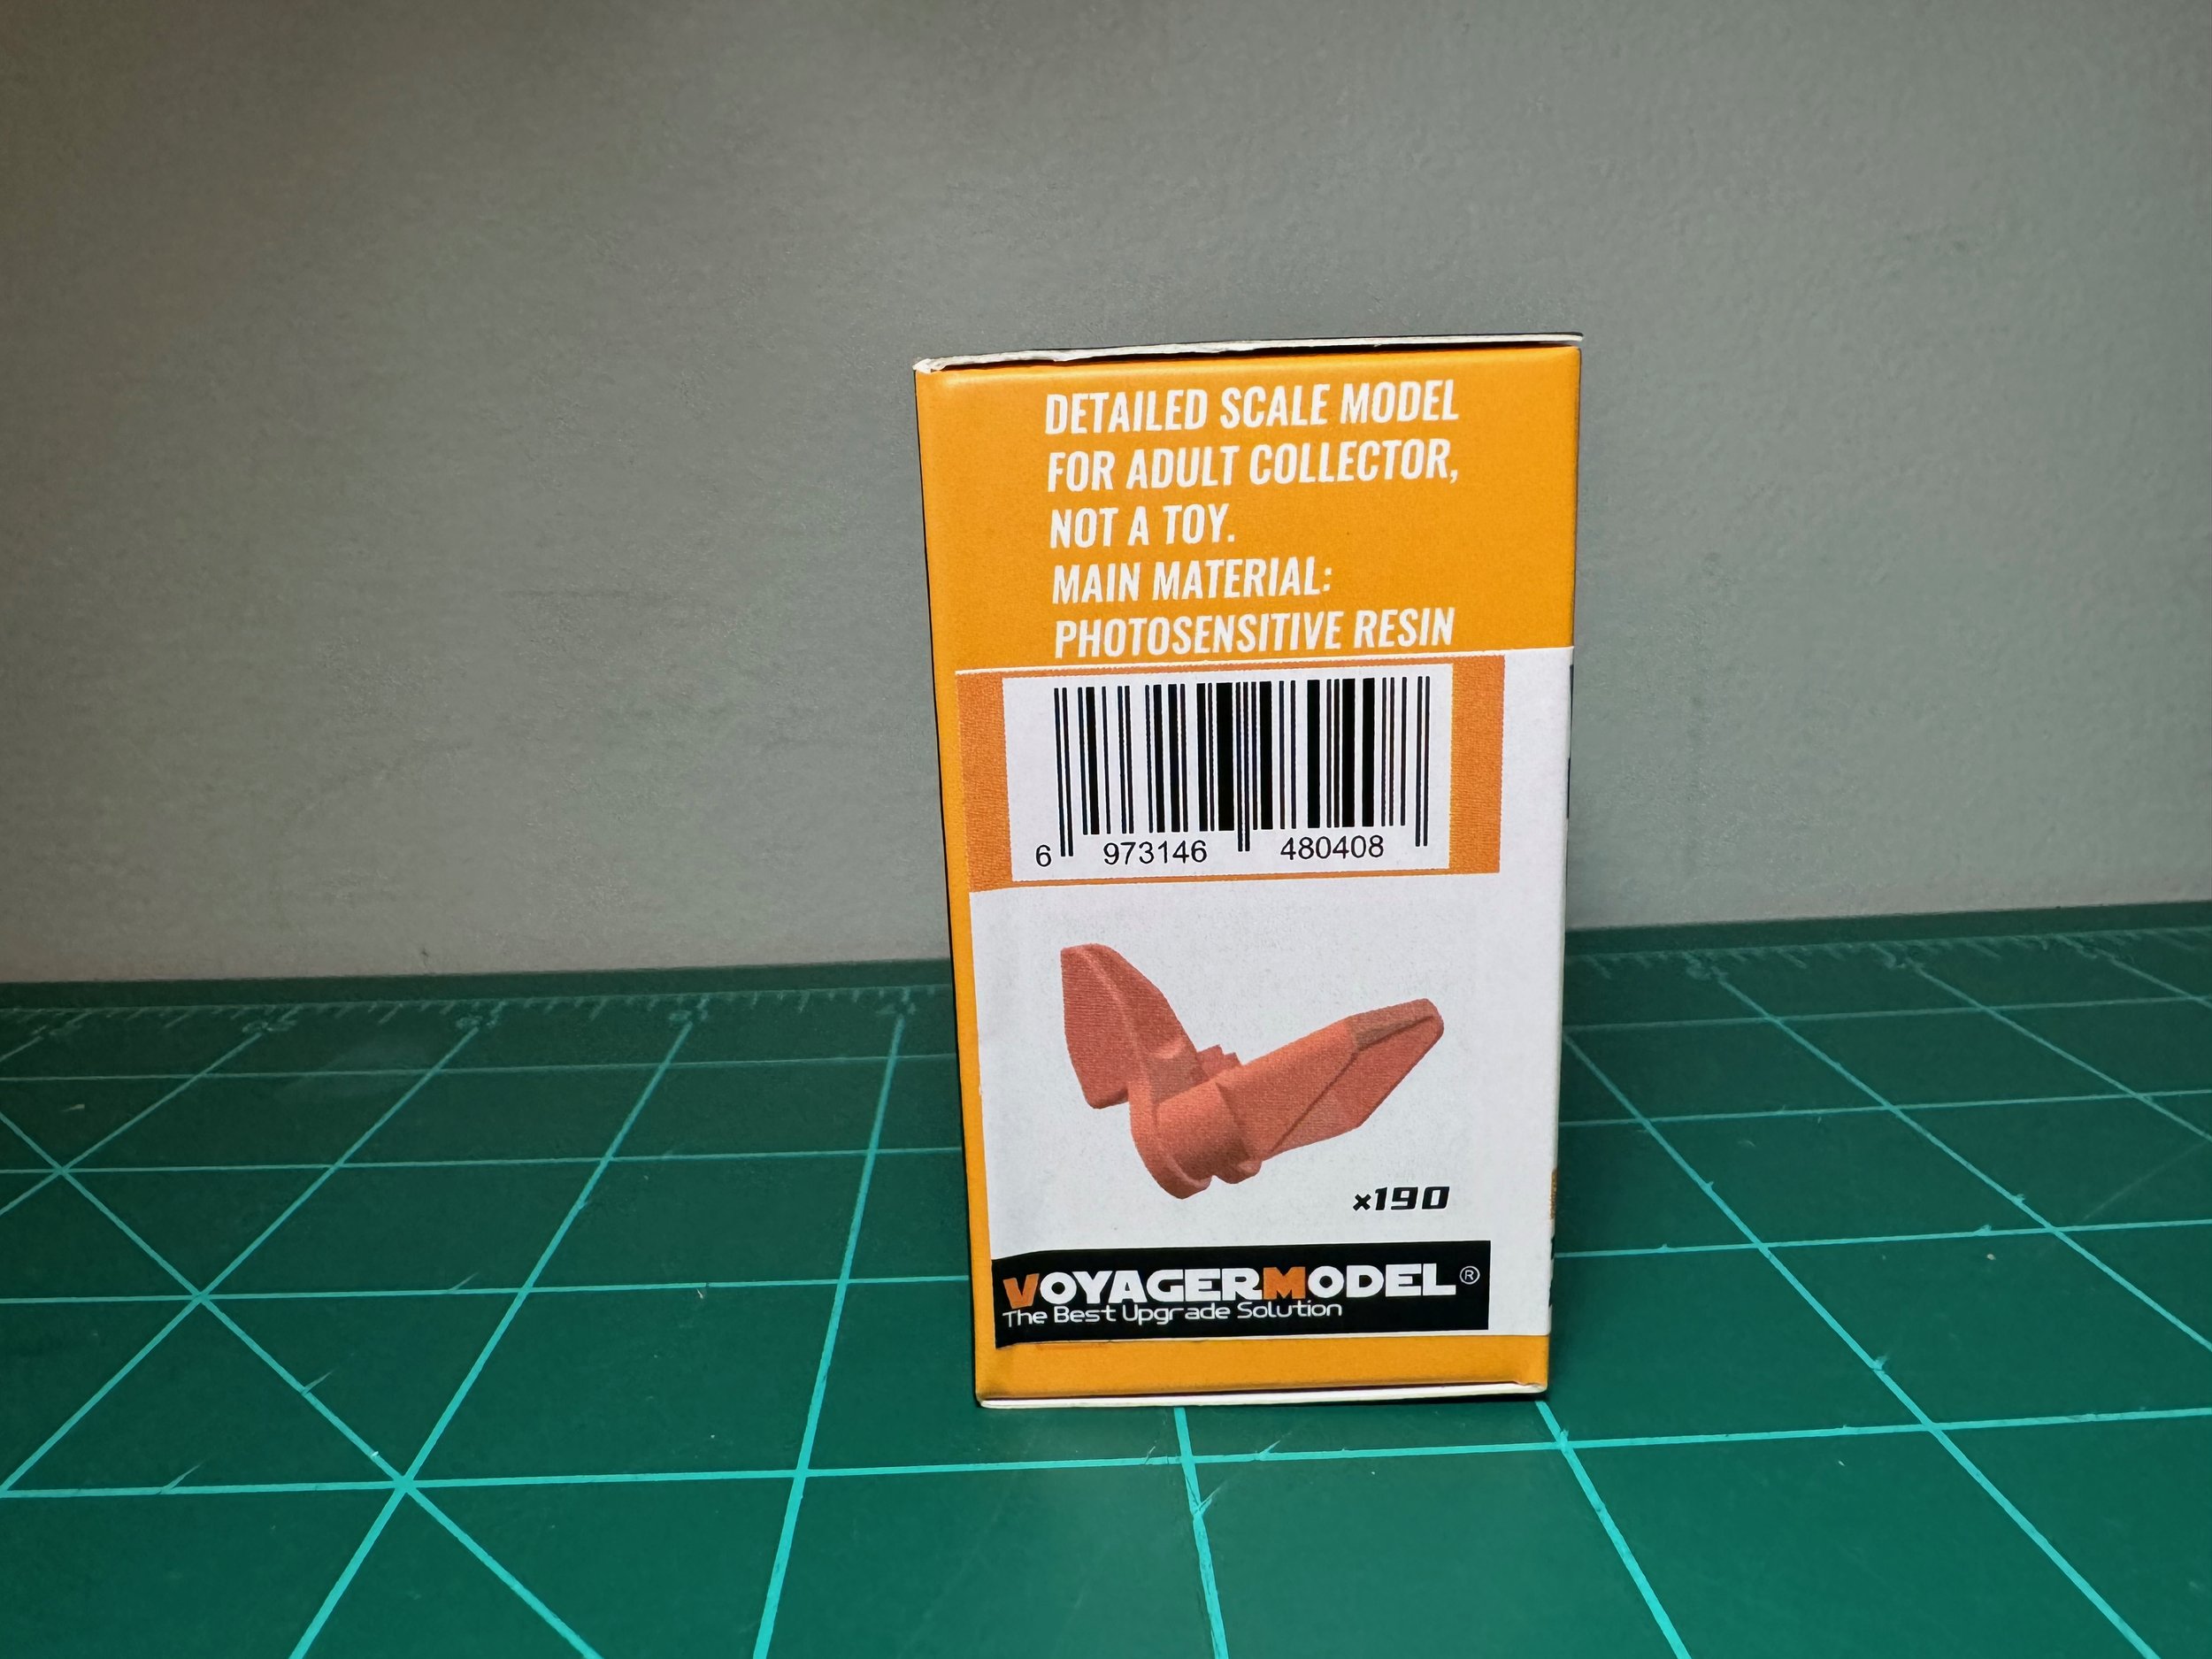 DETAILED SCALE MODEL
FOR ADULT COLLECTOR,
NOT A TOY.
MAIN MATERIAL:
PHOTOSENSITIVE RESIN
6 973146 480408
×190
VOYAGERMODEL®
The Best Upgrade Solution